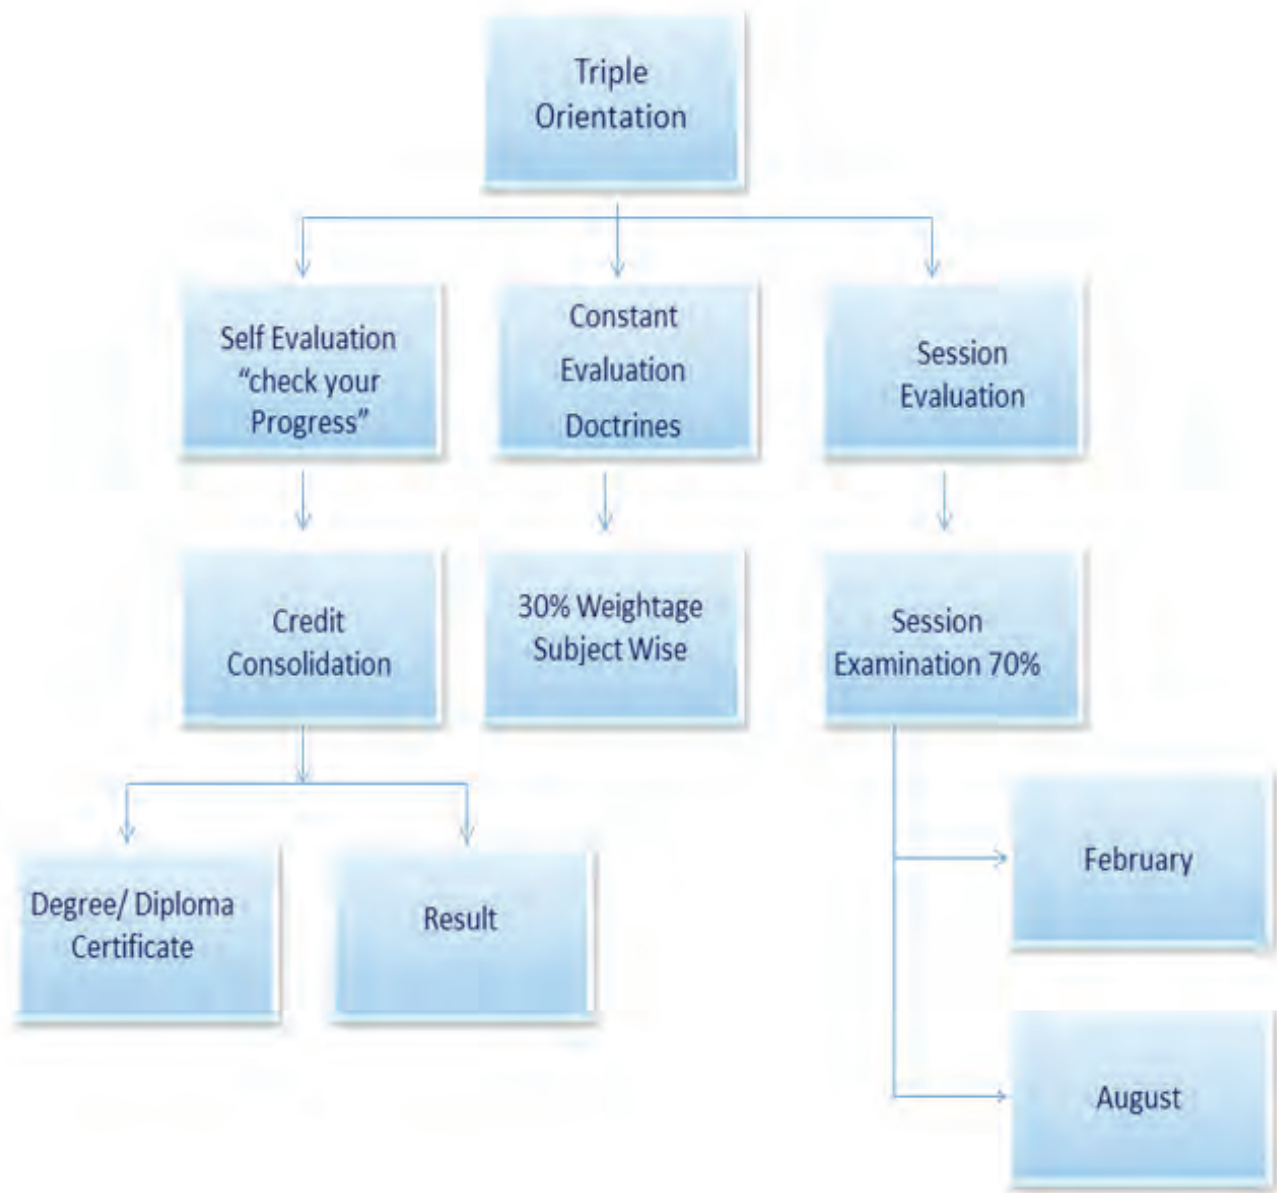 Triple
Orientation
Self Evaluation
“check your
Progress”
Constant
Evaluation
Doctrines
Session
Evaluation
Credit
Consolidation
30% Weightage
Subject Wise
Session
Examination 70%
Degree/ Diploma
Certificate
Result
February
August